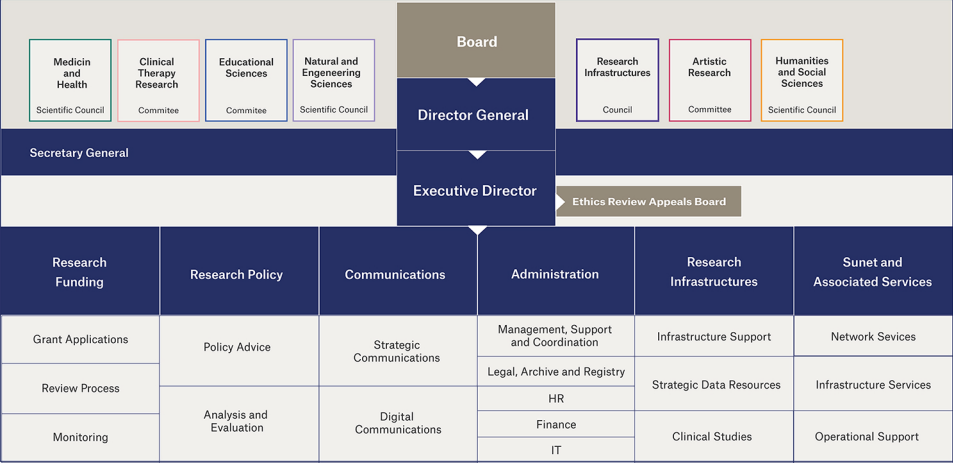 Board
Medicin
and
Health
Scientific Council
Clinical
Therapy
Research
Commitee
Educational
Sciences
Commitee
Natural and
Engeneering
Sciences
Scientific Council
Research
Infrastructures
Council
Artistic
Research
Committee
Humanities
and Social
Sciences
Scientific Council
Director General
Secretary General
Executive Director
Ethics Review Appeals Board
Research
Funding
Research Policy
Communications
Administration
Research
Infrastructures
Sunet and
Associated Services
Grant Applications
Review Process
Monitoring
Policy Advice
Analysis and
Evaluation
Strategic
Communications
Digital
Communications
Management, Support
and Coordination
Legal, Archive and Registry
HR
Finance
IT
Infrastructure Support
Strategic Data Resources
Clinical Studies
Network Sevices
Infrastructure Services
Operational Support